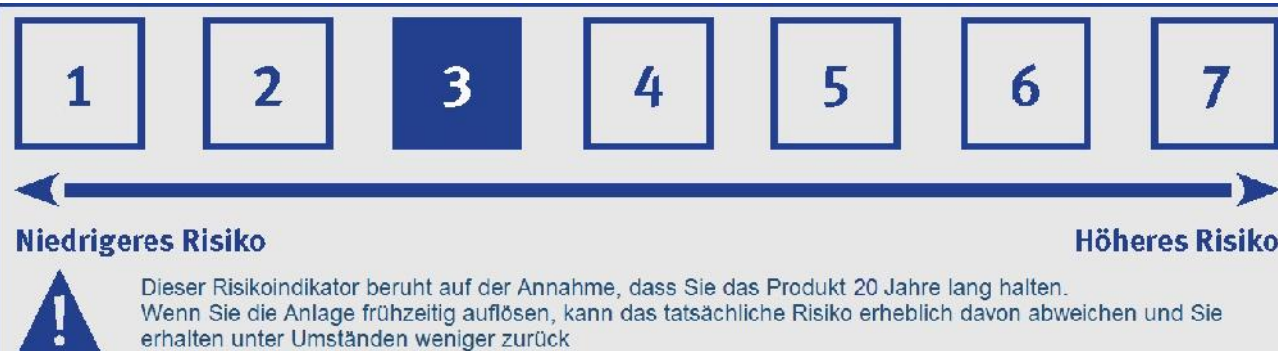 1 2 3 4 5 6 7
Niedrigeres Risiko Höheres Risiko
!
Dieser Risikoindikator beruht auf der Annahme, dass Sie das Produkt 20 Jahre lang halten.
Wenn Sie die Anlage frühzeitig auflösen, kann das tatsächliche Risiko erheblich davon abweichen und Sie
erhalten unter Umständen weniger zurück